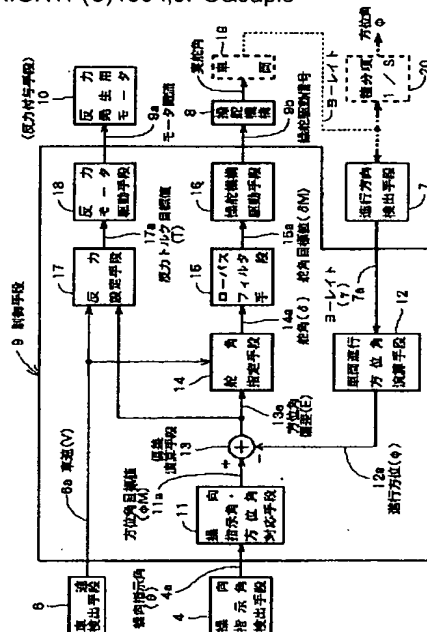 9 制御手段
(反力付与手段)
反力発生用モータ
10
9a
モータ電流
反力モータ駆動手段
18
17a
反力トルク目標値
(T)
反力設定手段
17
6a 車速(V)
車速検出手段
6
実舵角
車両
19
操舵機構
8
9b
操舵駆動信号
操舵機構駆動手段
16
15a
舵角目標値(δM)
ローパスフィルタ手段
15
14a
舵角(δ)
舵角指定手段
14
13a
方位角偏差(E)
偏差演算手段
13
+
−
方位角目標値
(φM)
11a
操向指示角・方位角対応手段
11
操向指示角(θ)
4a
操向指示角検出手段
4
方位角
φ
積分項
1/S
20
ヨーレイト
進行方向検出手段
7
ヨーレイト
(γ)
7a
車両進行方位角演算手段
12
12a
進行方位(φ)